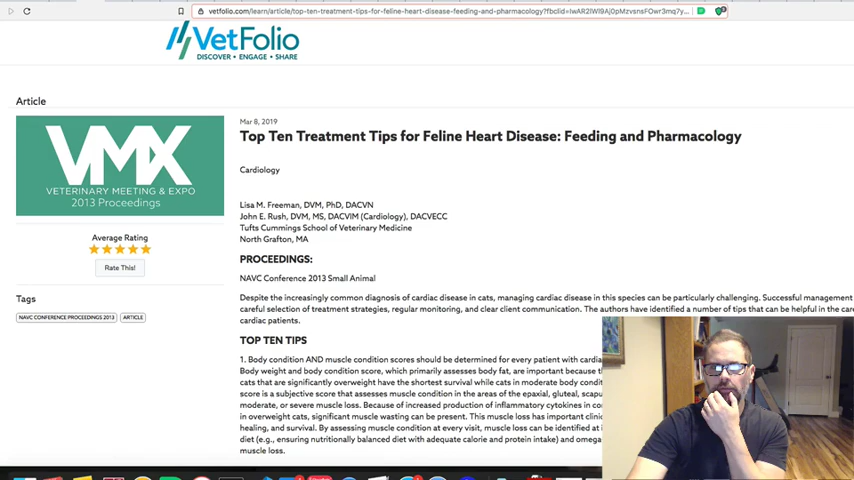 vetfolio.com/learn/article/top-ten-treatment-tips-for-feline-heart-disease-feeding-and-pharmacology?fbclid=
VetFolio
DISCOVER • ENGAGE • SHARE
Article
VMX
VETERINARY MEETING & EXPO
2013 Proceedings
Average Rating
Rate This!
Tags
NAVC CONFERENCE PROCEEDINGS 2013
ARTICLE
Mar 8, 2019
Top Ten Treatment Tips for Feline Heart Disease: Feeding and Pharmacology
Cardiology
Lisa M. Freeman, DVM, PhD, DACVN
John E. Rush, DVM, MS, DACVIM (Cardiology), DACVECC
Tufts Cummings School of Veterinary Medicine
North Grafton, MA
PROCEEDINGS:
NAVC Conference 2013 Small Animal
Despite the increasingly common diagnosis of cardiac disease in cats, managing cardiac disease in this species can be particularly challenging. Successful management
careful selection of treatment strategies, regular monitoring, and clear client communication. The authors have identified a number of tips that can be helpful in the care
cardiac patients.
TOP TEN TIPS
1. Body condition AND muscle condition scores should be determined for every patient with cardia
Body weight and body condition score, which primarily assesses body fat, are important because th
cats that are significantly overweight have the shortest survival while cats in moderate body condit
score is a subjective score that assesses muscle condition in the areas of the epaxial, gluteal, scapu
moderate, or severe muscle loss. Because of increased production of inflammatory cytokines in co
in overweight cats, significant muscle wasting can be present. This muscle loss has important clinic
healing, and survival. By assessing muscle condition at every visit, muscle loss can be identified at i
diet (e.g., ensuring nutritionally balanced diet with adequate calorie and protein intake) and omega
muscle loss.